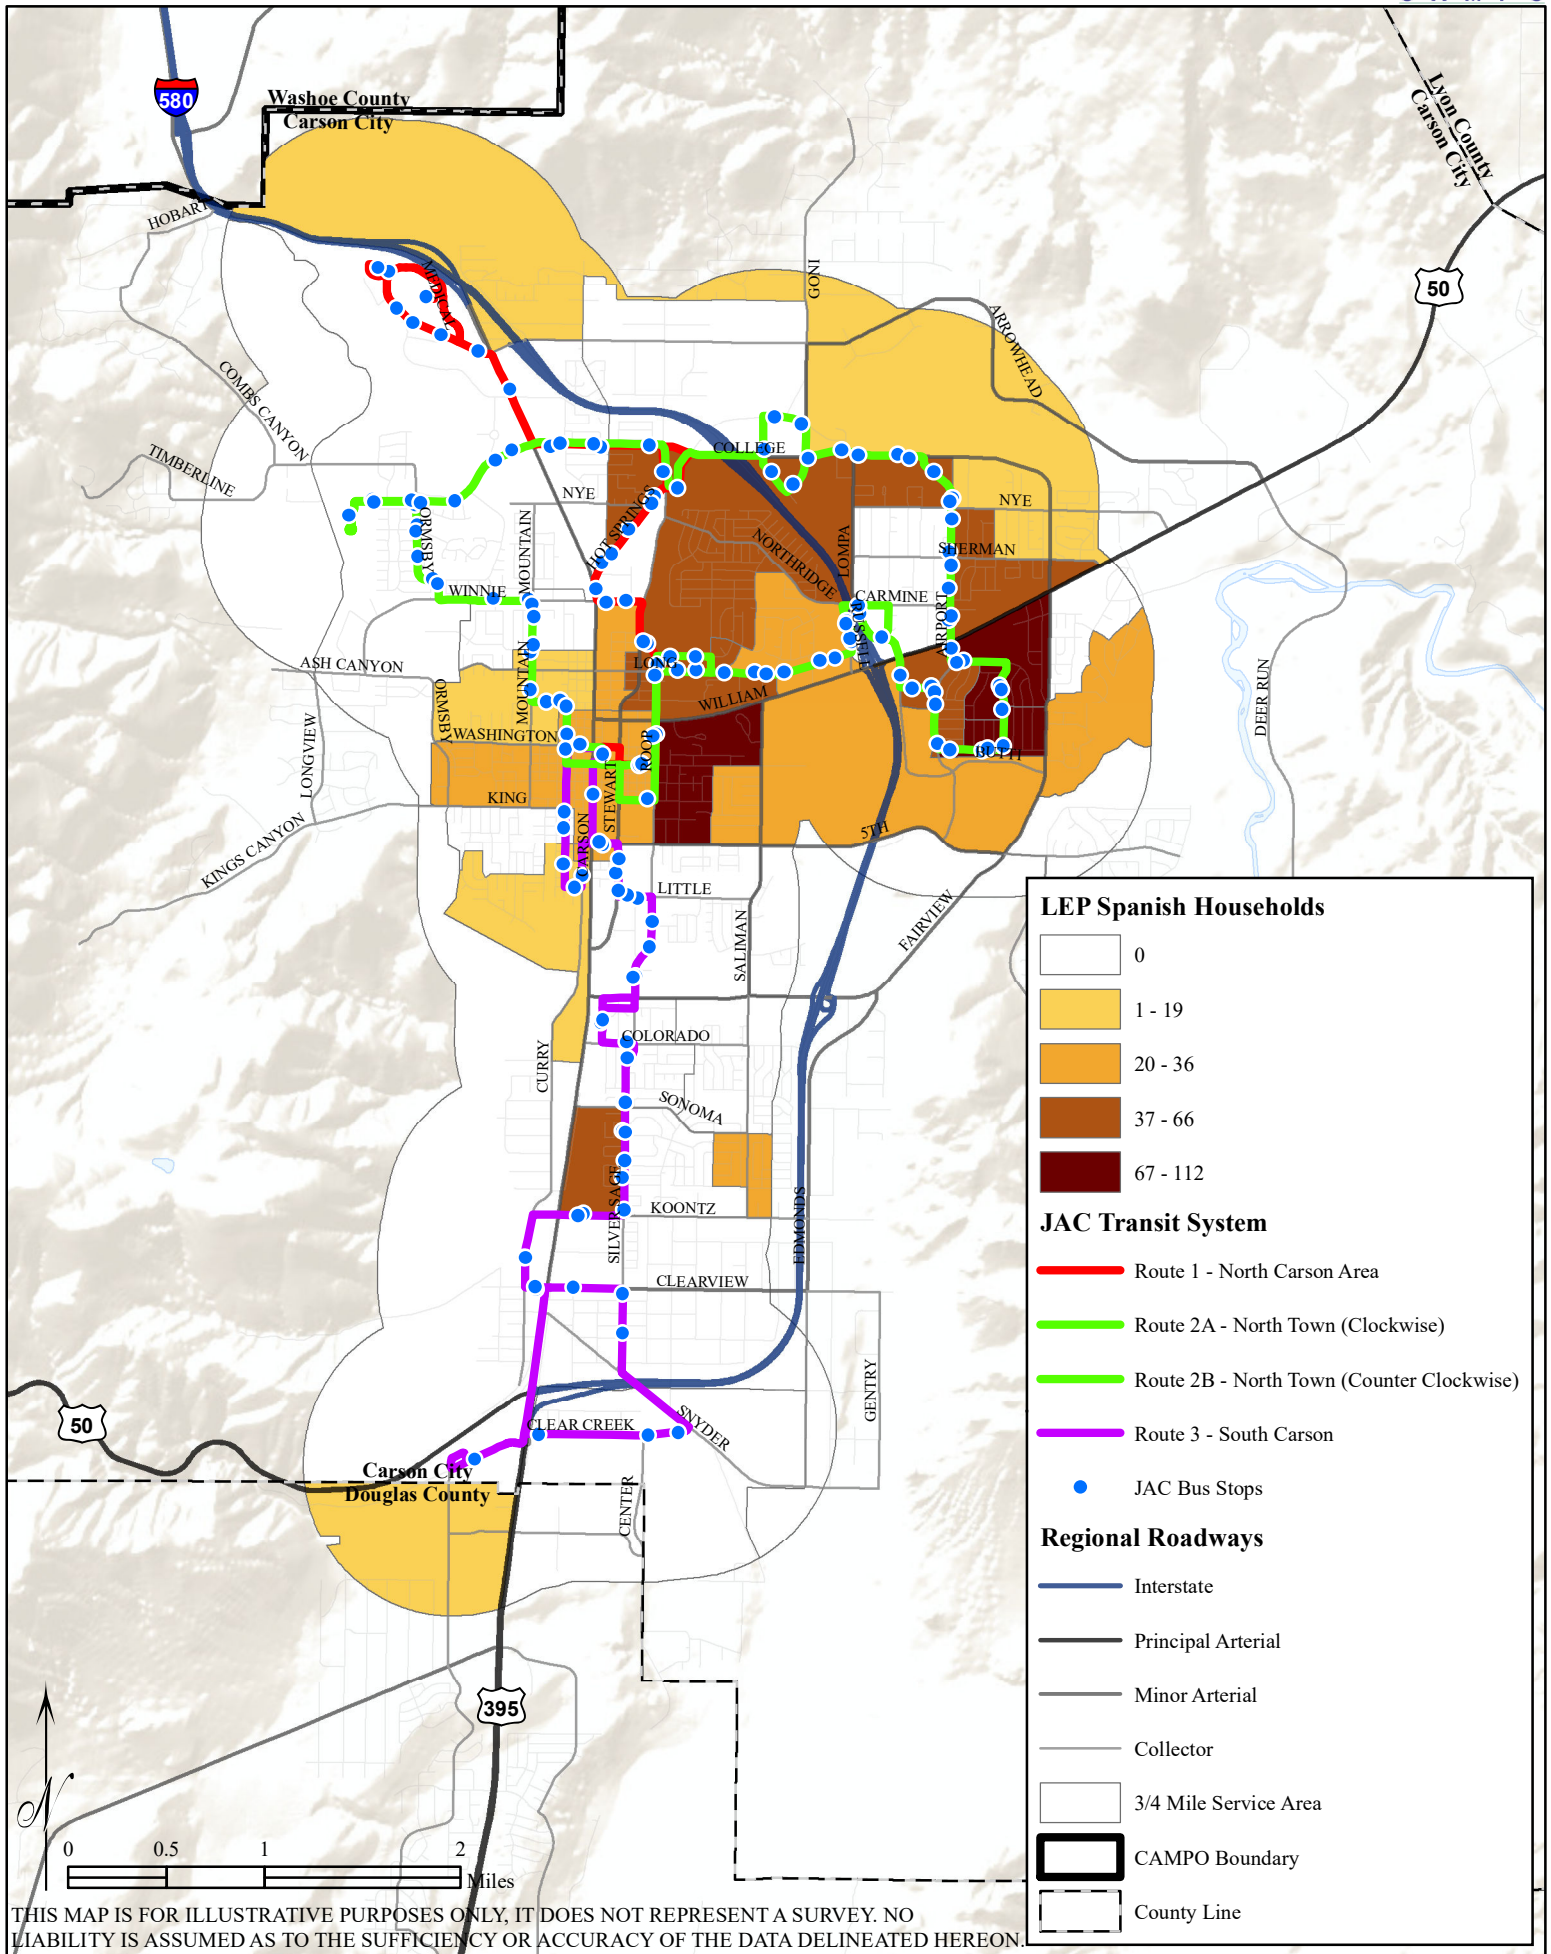 580
Washoe County
Carson City
Lyon County
Carson City
HOBART
MEDICAL
GONI
50
ARROWHEAD
COMBS CANYON
TIMBERLINE
COLLEGE
NYE
NYE
HOT SPRINGS
ORMSBY
MOUNTAIN
NORTHRIDGE
LOMPA
SHERMAN
WINNIE
CARMINE
RUSSELL
AIRPORT
ASH CANYON
MOUNTAIN
LONG
ORMSBY
WILLIAM
DEER RUN
LONGVIEW
WASHINGTON
ROOP
BUTTI
KING
STEWART
KINGS CANYON
CARSON
5TH
LITTLE
SALIMAN
FAIRVIEW
COLORADO
CURRY
SONOMA
SILVER SAGE
KOONTZ
EDMONDS
CLEARVIEW
GENTRY
SNYDER
CLEAR CREEK
50
Carson City
Douglas County
CENTER
395
LEP Spanish Households
0
1 - 19
20 - 36
37 - 66
67 - 112
JAC Transit System
Route 1 - North Carson Area
Route 2A - North Town (Clockwise)
Route 2B - North Town (Counter Clockwise)
Route 3 - South Carson
JAC Bus Stops
Regional Roadways
Interstate
Principal Arterial
Minor Arterial
Collector
3/4 Mile Service Area
CAMPO Boundary
County Line
N
0 0.5 1 2
Miles
THIS MAP IS FOR ILLUSTRATIVE PURPOSES ONLY, IT DOES NOT REPRESENT A SURVEY. NO
LIABILITY IS ASSUMED AS TO THE SUFFICIENCY OR ACCURACY OF THE DATA DELINEATED HEREON.